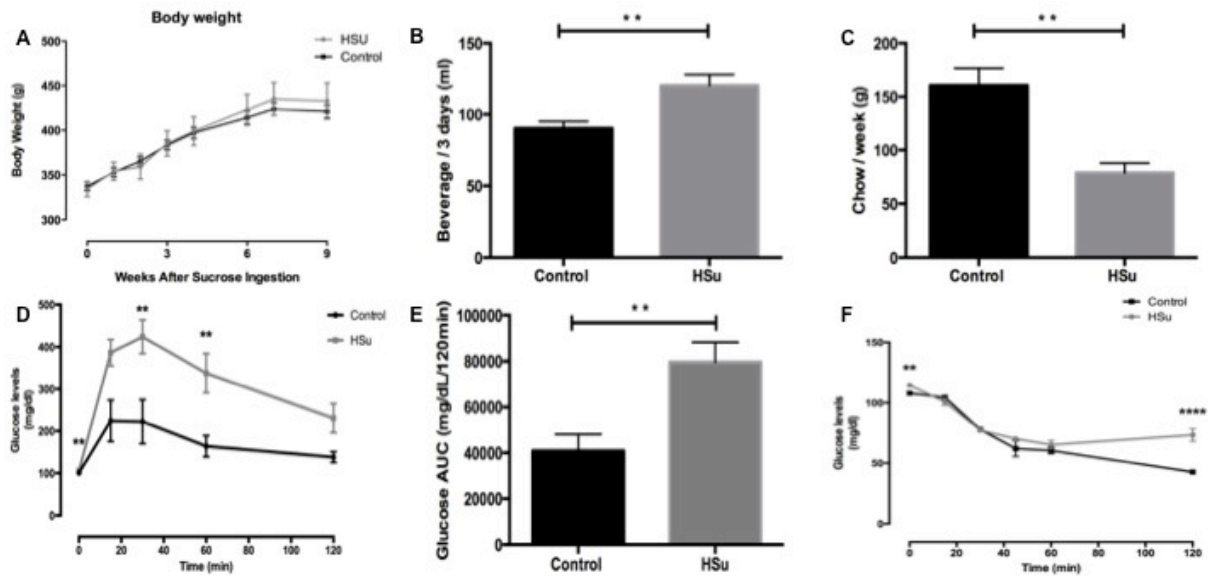 A
Body weight
HSU
Control
Body Weight (g)
500
450
400
350
300
0
3
6
9
Weeks After Sucrose Ingestion
B
**
Beverage / 3 days (ml)
150
100
50
0
Control
HSu
C
**
Chow / week (g)
200
150
100
50
0
Control
HSu
D
Control
HSu
Glucose levels
(mg/dl)
500
400
300
200
100
0
**
**
**
0
20
40
60
80
100
120
Time (min)
E
**
Glucose AUC (mg/dL/120min)
100000
80000
60000
40000
20000
0
Control
HSu
F
Control
HSu
Glucose levels
(mg/dl)
150
100
50
0
**
****
0
20
40
60
80
100
120
Time (min)